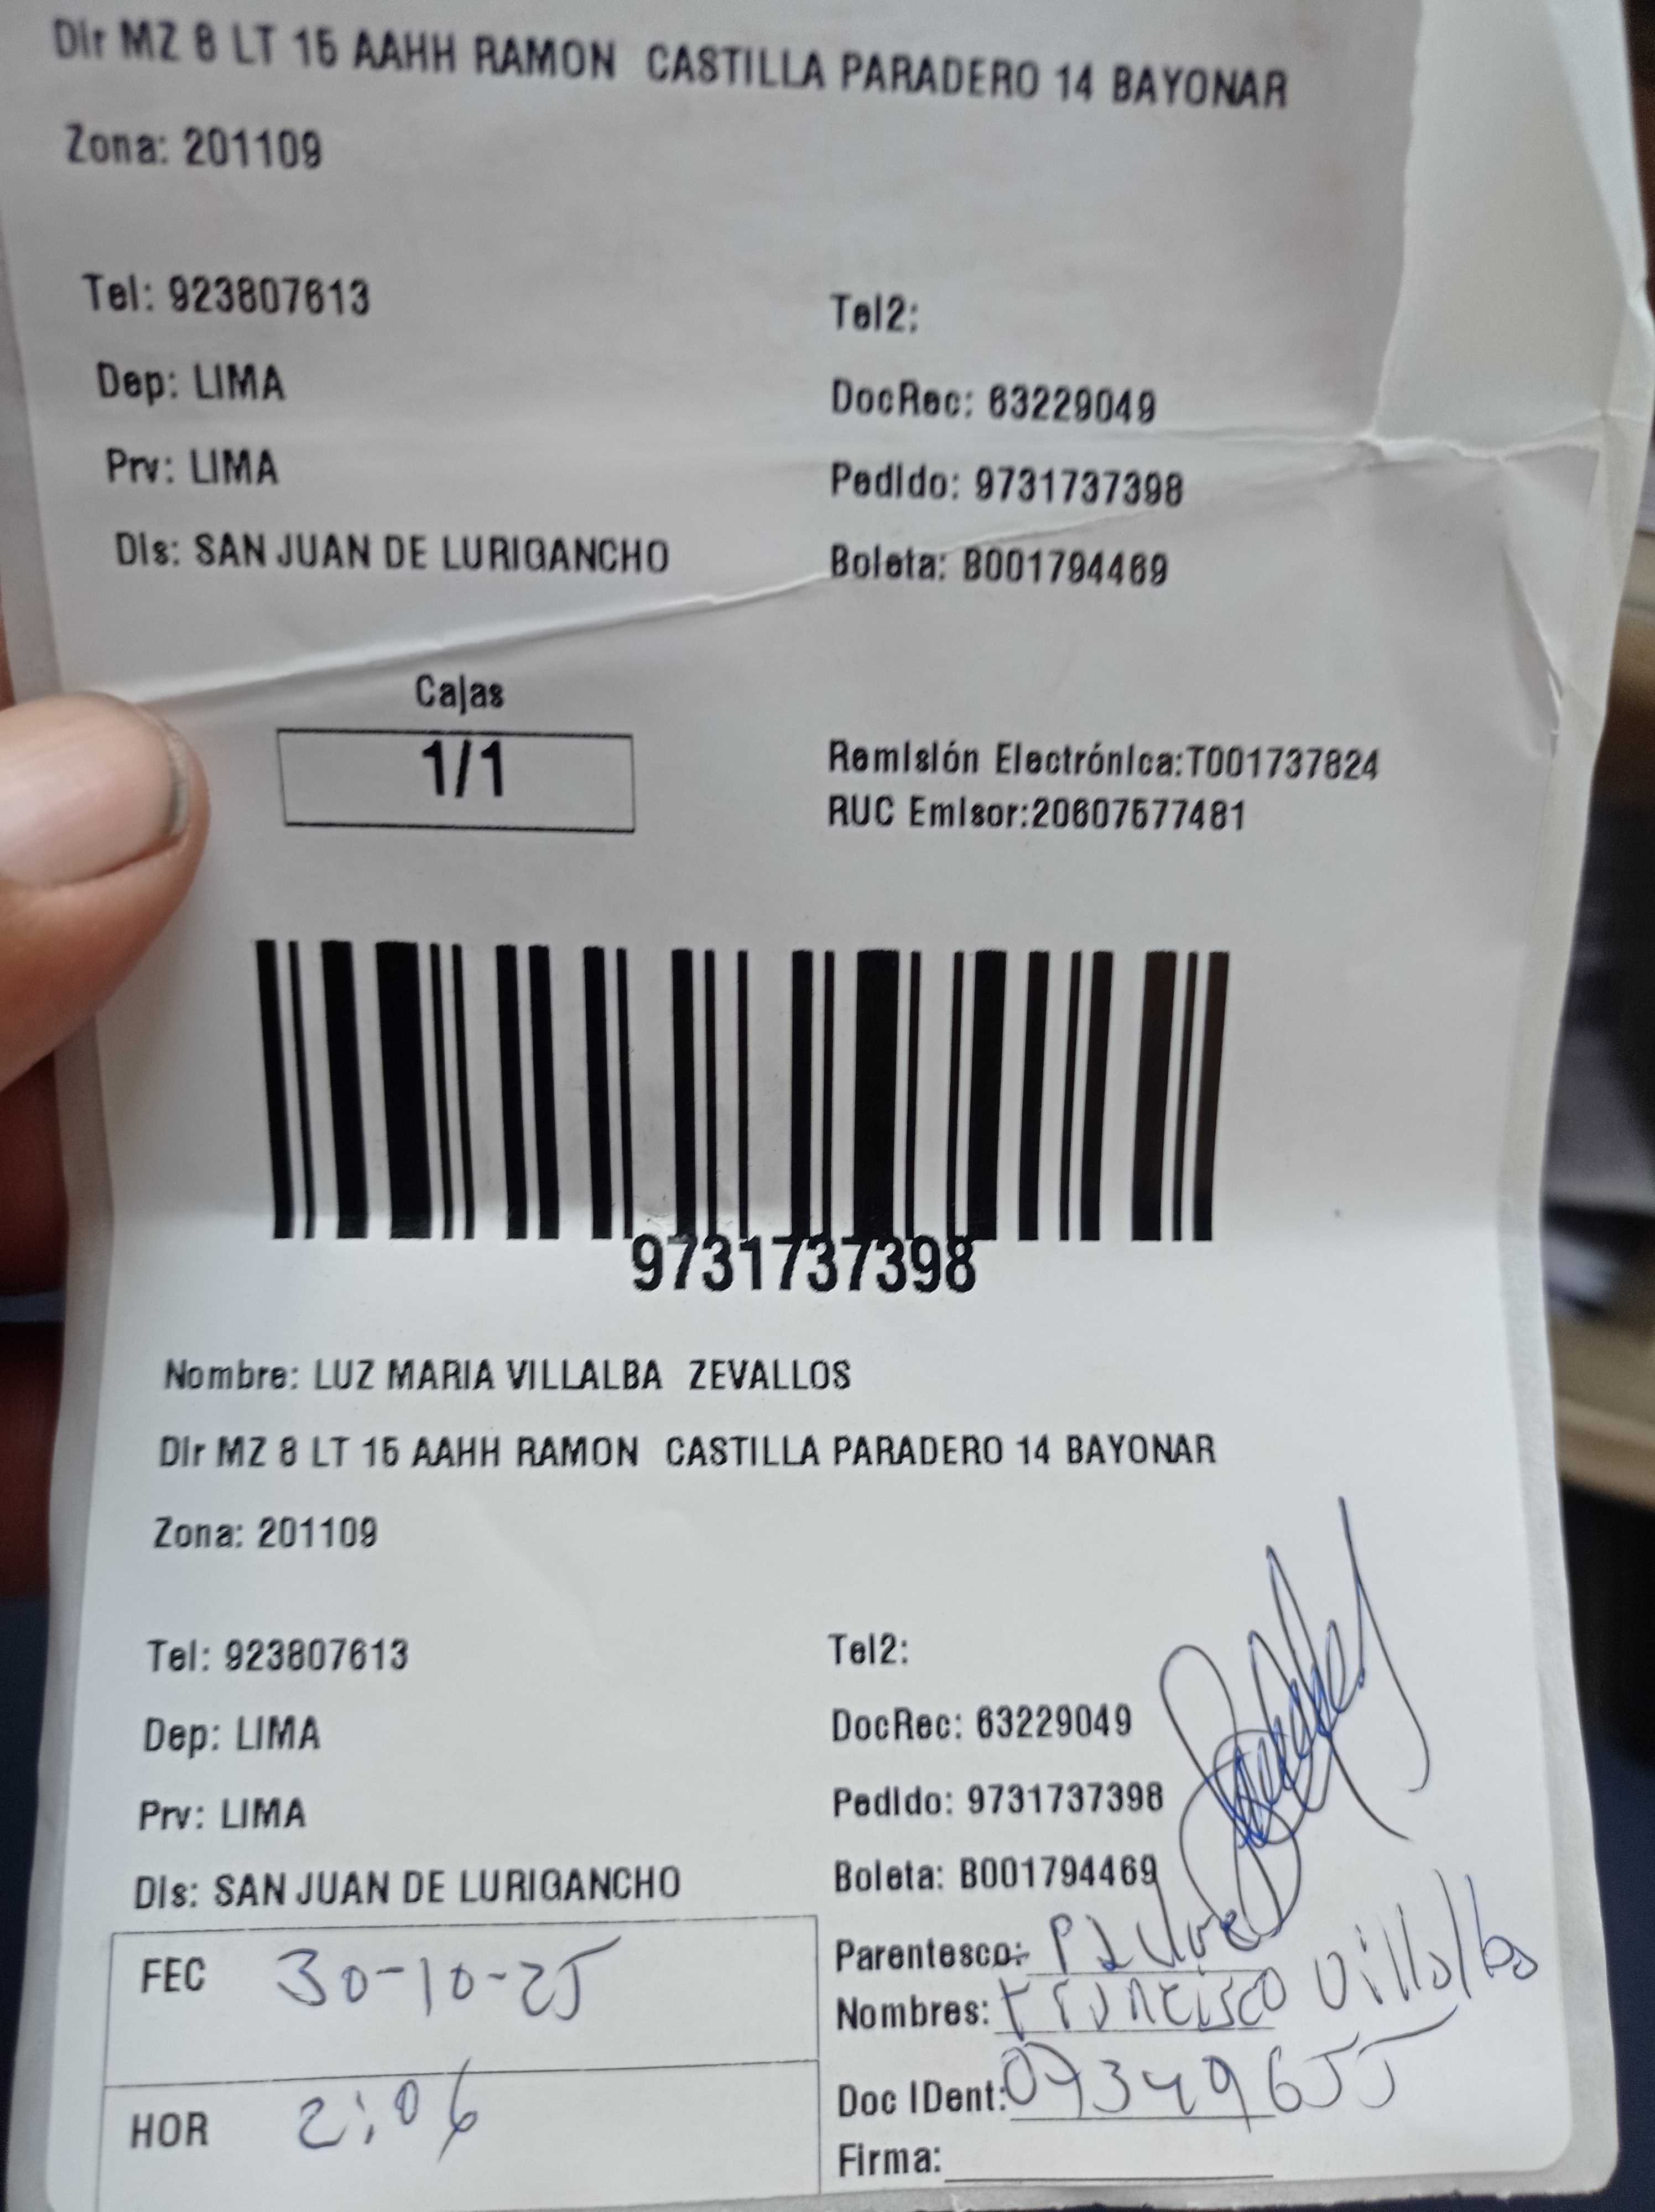 Dir MZ 8 LT 15 AAHH RAMON CASTILLA PARADERO 14 BAYONAR
Zona: 201109
Tel: 923807613
Tel2:
Dep: LIMA
DocRec: 63229049
Prv: LIMA
Pedido: 9731737398
Dis: SAN JUAN DE LURIGANCHO
Boleta: B001794469
Cajas
1/1
Remisión Electrónica:T001737824
RUC Emisor:20607577481
9731737398
Nombre: LUZ MARIA VILLALBA ZEVALLOS
Dir MZ 8 LT 15 AAHH RAMON CASTILLA PARADERO 14 BAYONAR
Zona: 201109
Tel: 923807613
Tel2:
Dep: LIMA
DocRec: 63229049
Prv: LIMA
Pedido: 9731737398
Dis: SAN JUAN DE LURIGANCHO
Boleta: B001794469
FEC 30-10-25
Parentesco:
Nombres: Francisco Villalba
HOR 2:06
Doc IDent: 09349655
Firma: